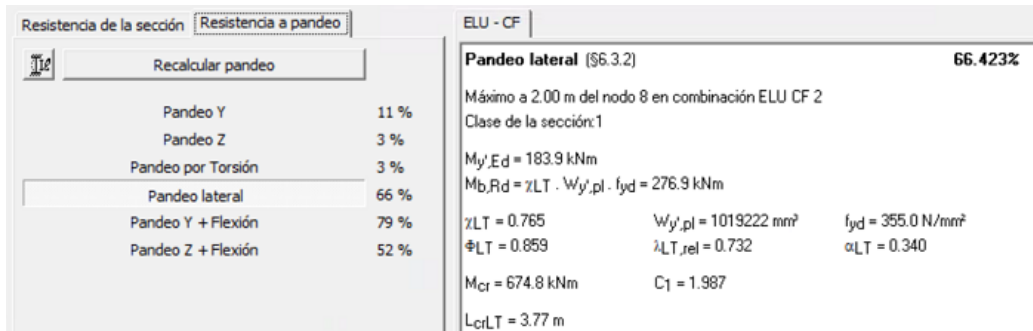 Resistencia de la sección Resistencia a pandeo
Recalcular pandeo
Pandeo Y 11 %
Pandeo Z 3 %
Pandeo por Torsión 3 %
Pandeo lateral 66 %
Pandeo Y + Flexión 79 %
Pandeo Z + Flexión 52 %
ELU - CF
Pandeo lateral (§6.3.2) 66.423%
Máximo a 2.00 m del nodo 8 en combinación ELU CF 2
Clase de la sección:1
My',Ed = 183.9 kNm
Mb,Rd = χLT . Wy',pl . fyd = 276.9 kNm
χLT = 0.765 Wy',pl = 1019222 mm³ fyd = 355.0 N/mm²
ΦLT = 0.859 λLT,rel = 0.732 αLT = 0.340
Mcr = 674.8 kNm C1 = 1.987
LcrLT = 3.77 m